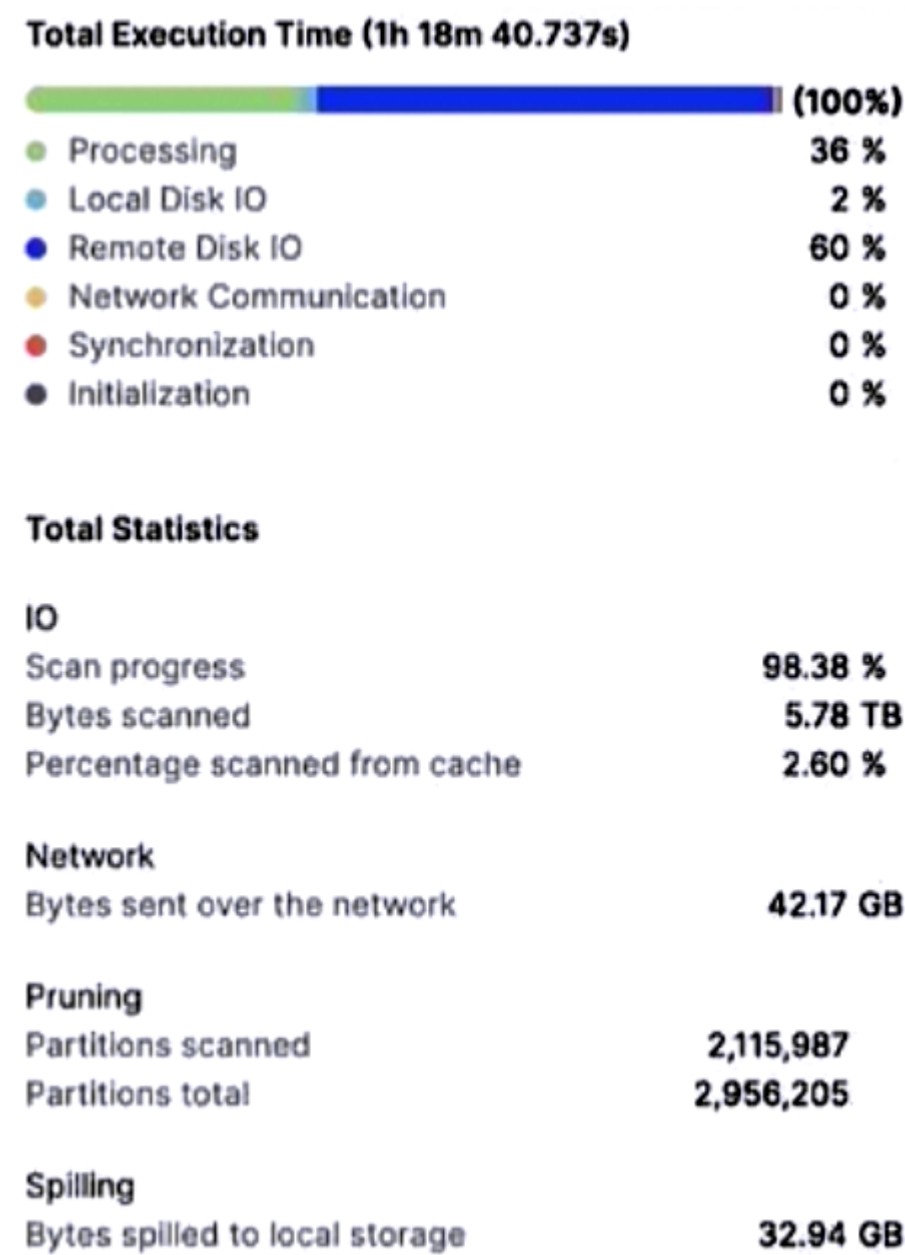 Total Execution Time (1h 18m 40.737s)
(100%)
Processing 36 %
Local Disk IO 2 %
Remote Disk IO 60 %
Network Communication 0 %
Synchronization 0 %
Initialization 0 %
Total Statistics
IO
Scan progress 98.38 %
Bytes scanned 5.78 TB
Percentage scanned from cache 2.60 %
Network
Bytes sent over the network 42.17 GB
Pruning
Partitions scanned 2,115,987
Partitions total 2,956,205
Spilling
Bytes spilled to local storage 32.94 GB